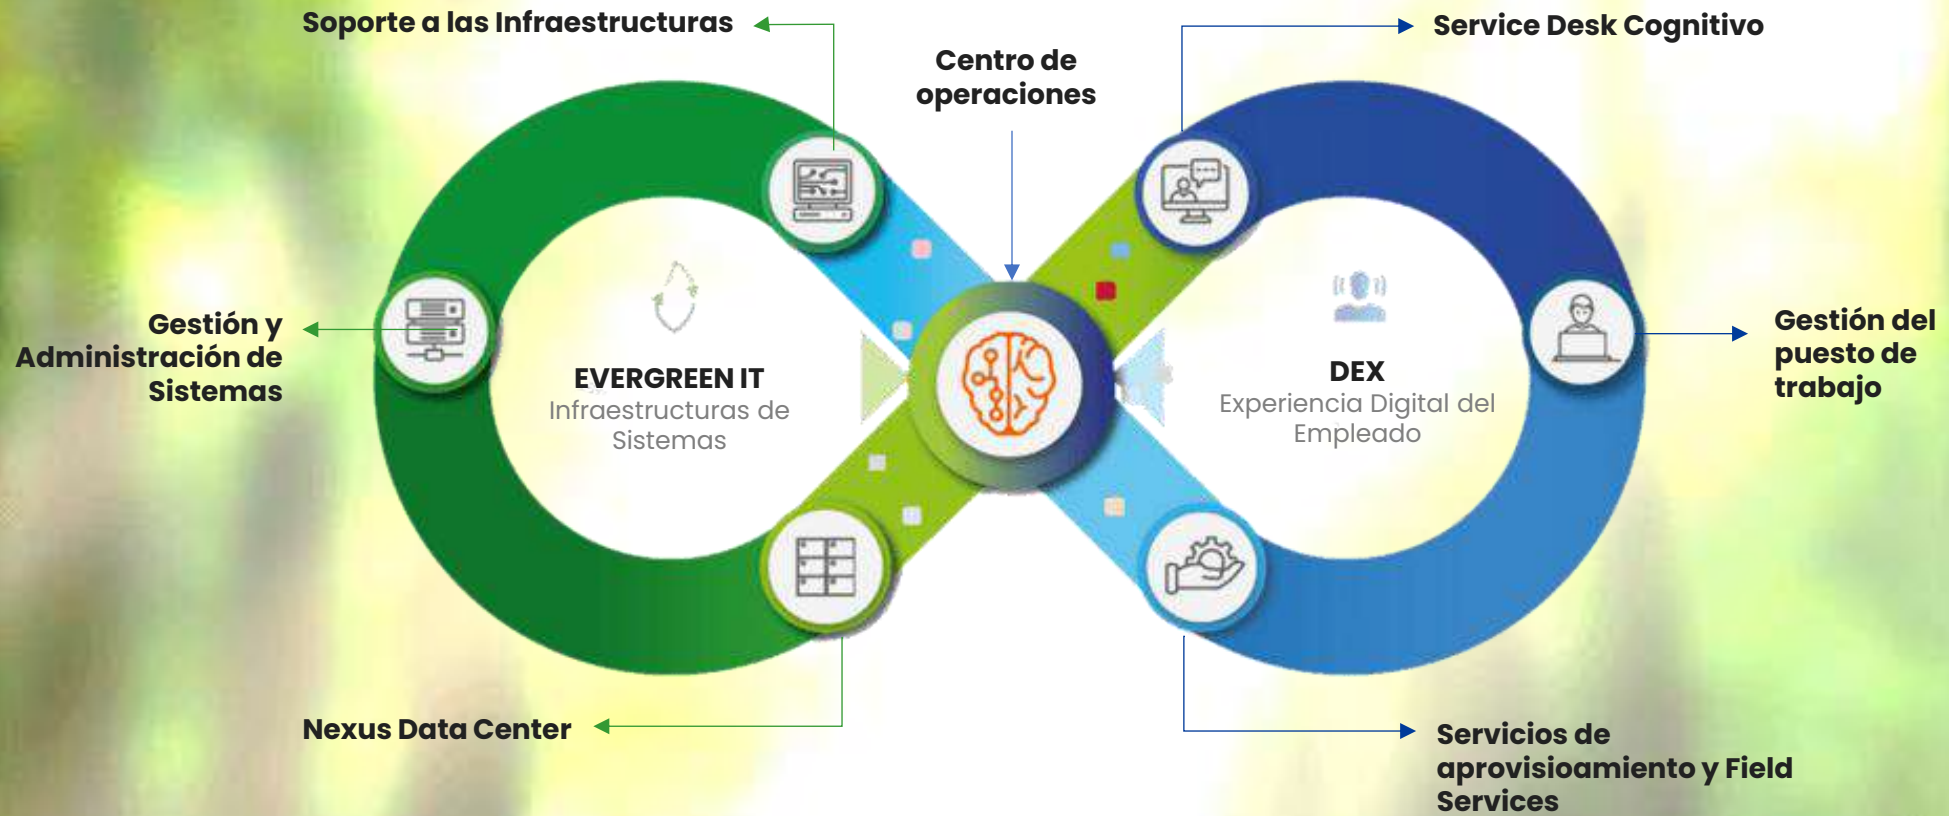 Soporte a las Infraestructuras
Centro de
operaciones
Service Desk Cognitivo
Gestión y
Administración de
Sistemas
EVERGREEN IT
Infraestructuras de
Sistemas
DEX
Experiencia Digital del
Empleado
Gestión del
puesto de
trabajo
Nexus Data Center
Servicios de
aprovisioamiento y Field
Services